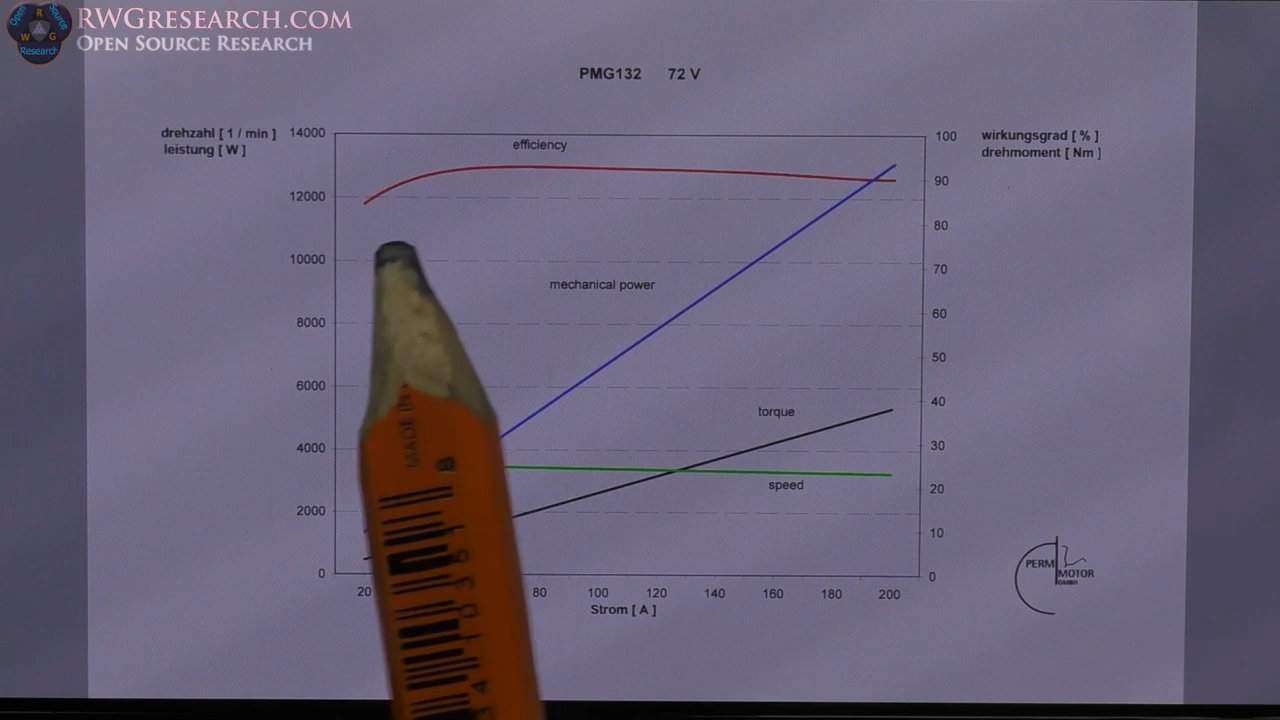 RWGRESEARCH.COM
OPEN SOURCE RESEARCH
Open Source
R
W G
Research
PMG132 72 V
drehzahl [ 1 / min ]
leistung [ W ]
wirkungsgrad [ % ]
drehmoment [ Nm ]
14000
12000
10000
8000
6000
4000
2000
0
100
90
80
70
60
50
40
30
20
10
0
efficiency
mechanical power
torque
speed
20 80 100 120 140 160 180 200
Strom [ A ]
PERM
MOTOR
GMBH
MADE IN
8